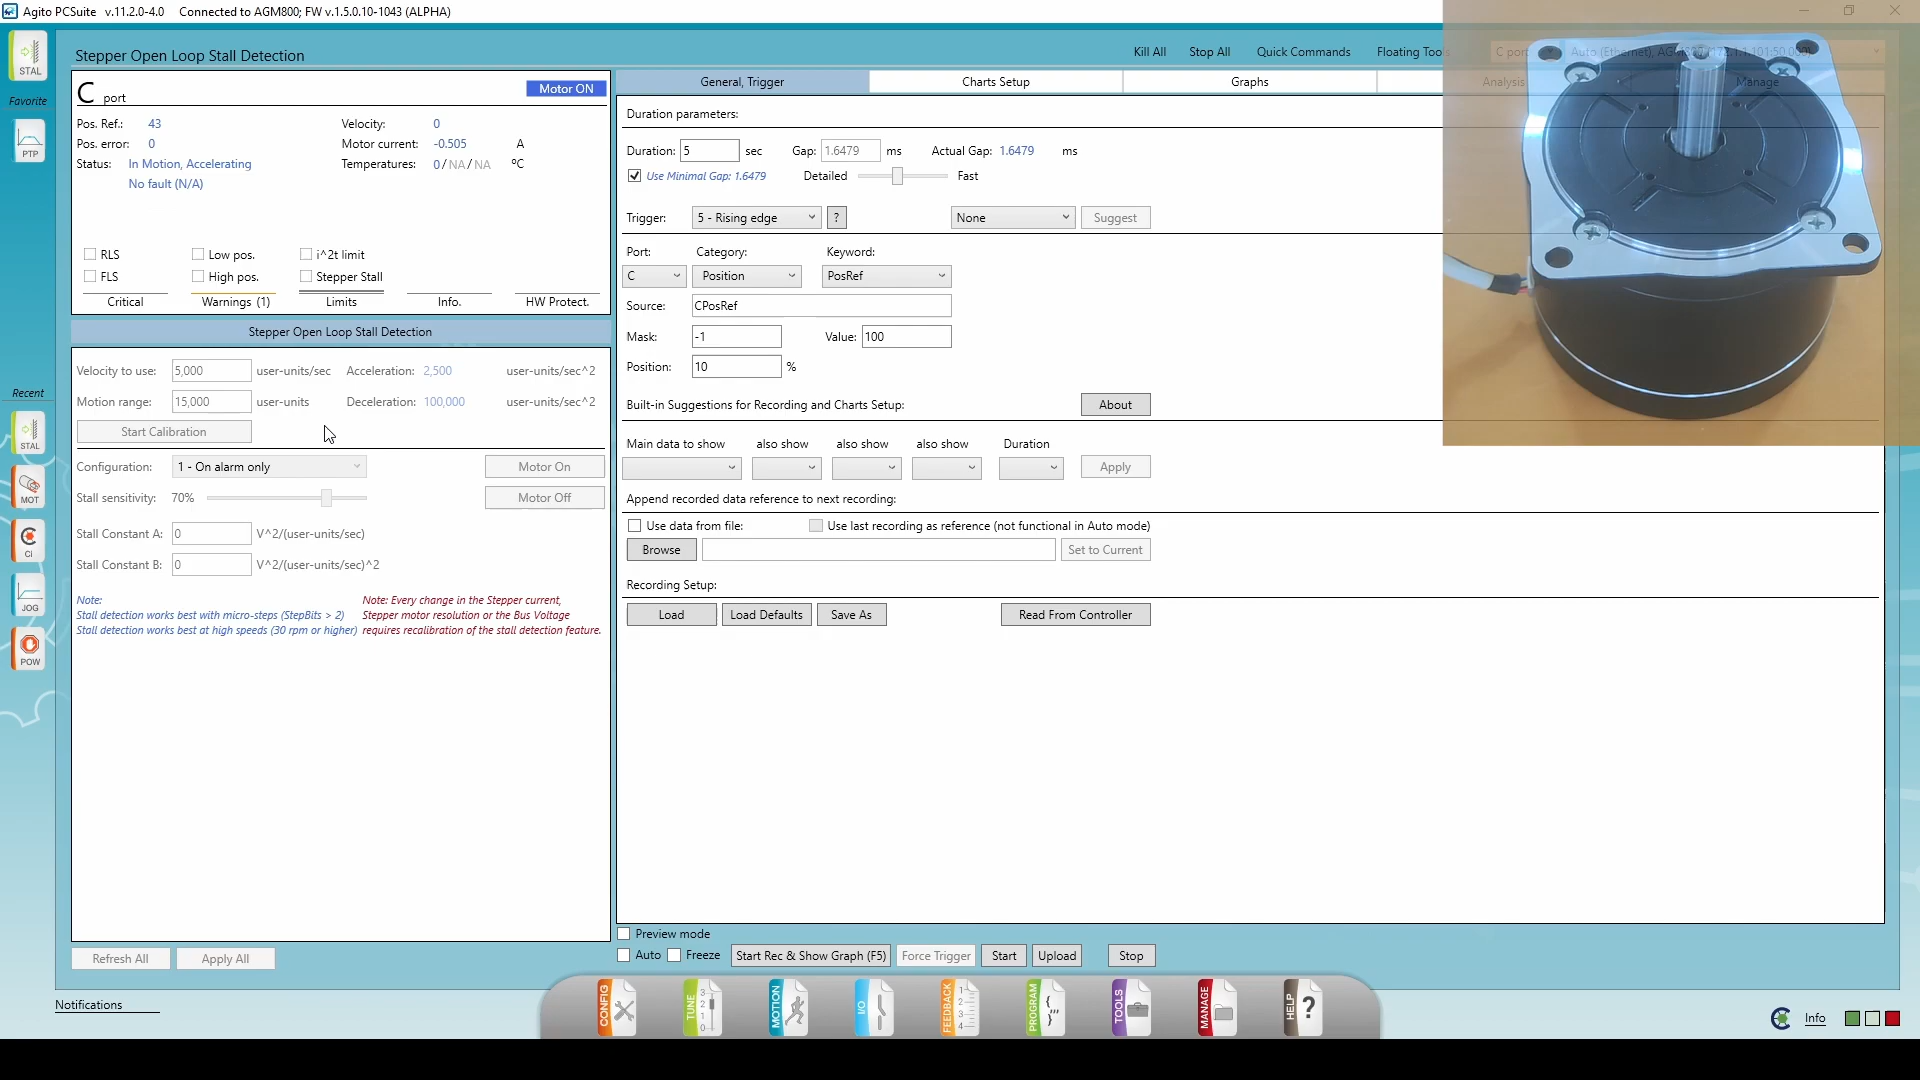 Agito PCSuite v.11.2.0-4.0 Connected to AGM800; FW v.1.5.0.10-1043 (ALPHA)
STAL
Favorite
PTP
Recent
STAL
MOT
CI
JOG
POW
Stepper Open Loop Stall Detection
Kill All Stop All Quick Commands Floating Tools
C port
C port Motor ON
Pos. Ref.: 43 Velocity: 0
Pos. error: 0 Motor current: -0.505 A
Status: In Motion, Accelerating Temperatures: 0 / NA / NA ºC
No fault (N/A)
RLS Low pos. i^2t limit
FLS High pos. Stepper Stall
Critical Warnings (1) Limits Info. HW Protect.
Stepper Open Loop Stall Detection
Velocity to use: 5,000 user-units/sec Acceleration: 2,500 user-units/sec^2
Motion range: 15,000 user-units Deceleration: 100,000 user-units/sec^2
Start Calibration
Configuration: 1 - On alarm only Motor On
Stall sensitivity: 70% Motor Off
Stall Constant A: 0 V^2/(user-units/sec)
Stall Constant B: 0 V^2/(user-units/sec)^2
Note:
Stall detection works best with micro-steps (StepBits > 2)
Stall detection works best at high speeds (30 rpm or higher)
Note: Every change in the Stepper current,
Stepper motor resolution or the Bus Voltage
requires recalibration of the stall detection feature.
Refresh All Apply All
General, Trigger Charts Setup Graphs Analysis Manage
Duration parameters:
Duration: 5 sec Gap: 1.6479 ms Actual Gap: 1.6479 ms
Use Minimal Gap: 1.6479 Detailed Fast
Trigger: 5 - Rising edge ? None Suggest
Port: Category: Keyword:
C Position PosRef
Source: CPosRef
Mask: -1 Value: 100
Position: 10 %
Built-in Suggestions for Recording and Charts Setup: About
Main data to show also show also show also show Duration
Apply
Append recorded data reference to next recording:
Use data from file: Use last recording as reference (not functional in Auto mode)
Browse Set to Current
Recording Setup:
Load Load Defaults Save As Read From Controller
Preview mode
Auto Freeze Start Rec & Show Graph (F5) Force Trigger Start Upload Stop
CONFIG TUNE MOTION I/O FEEDBACK PROGRAM TOOLS MANAGE HELP
Notifications
Info